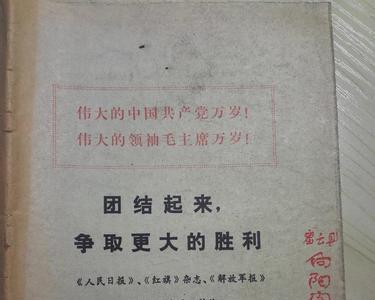 伟大的中国共产党万岁!
伟大的领袖毛主席万岁!
团结起来,
争取更大的胜利
《人民日报》、《红旗》杂志、《解放军报》
向阳